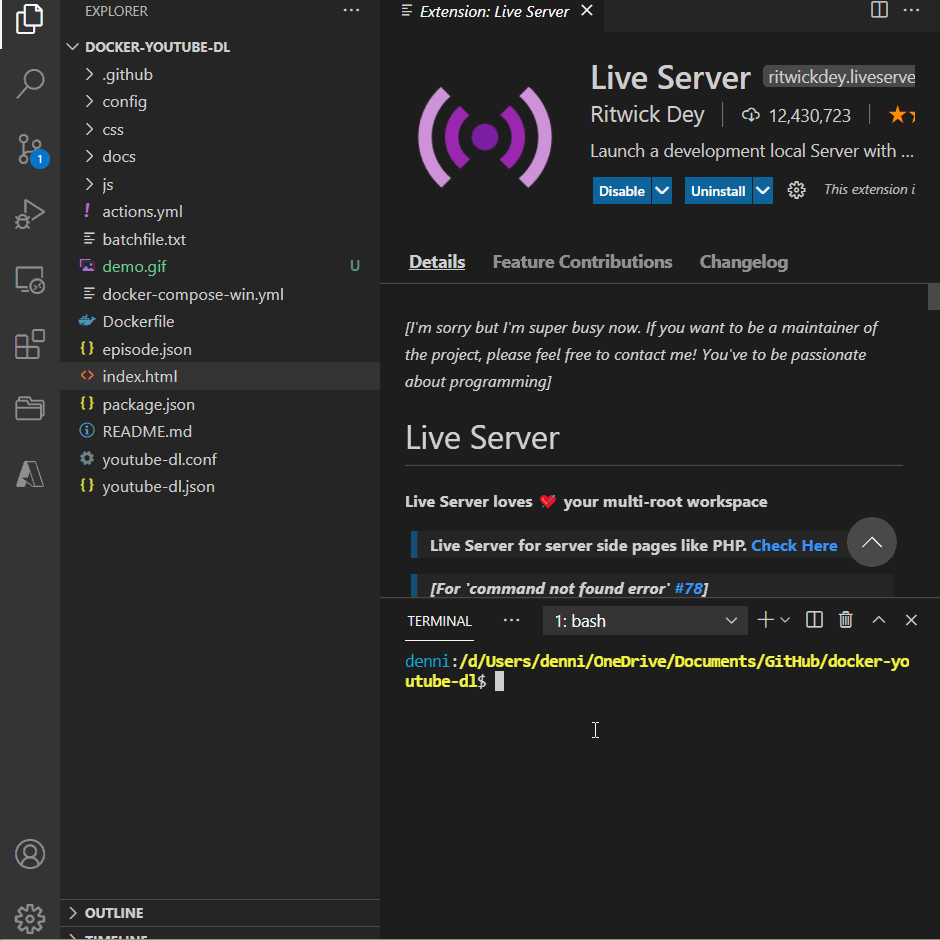 EXPLORER
DOCKER-YOUTUBE-DL
.github
config
css
docs
js
actions.yml
batchfile.txt
demo.gif U
docker-compose-win.yml
Dockerfile
episode.json
index.html
package.json
README.md
youtube-dl.conf
youtube-dl.json
OUTLINE
TIMELINE
1
Extension: Live Server
Live Server ritwickdey.liveserve
Ritwick Dey 12,430,723
Launch a development local Server with ...
Disable Uninstall This extension i
Details Feature Contributions Changelog
[I'm sorry but I'm super busy now. If you want to be a maintainer of
the project, please feel free to contact me! You've to be passionate
about programming]
Live Server
Live Server loves 💘 your multi-root workspace
Live Server for server side pages like PHP. Check Here
[For `command not found error` #78]
TERMINAL ... 1: bash
denni:/d/Users/denni/OneDrive/Documents/GitHub/docker-yo
utube-dl$